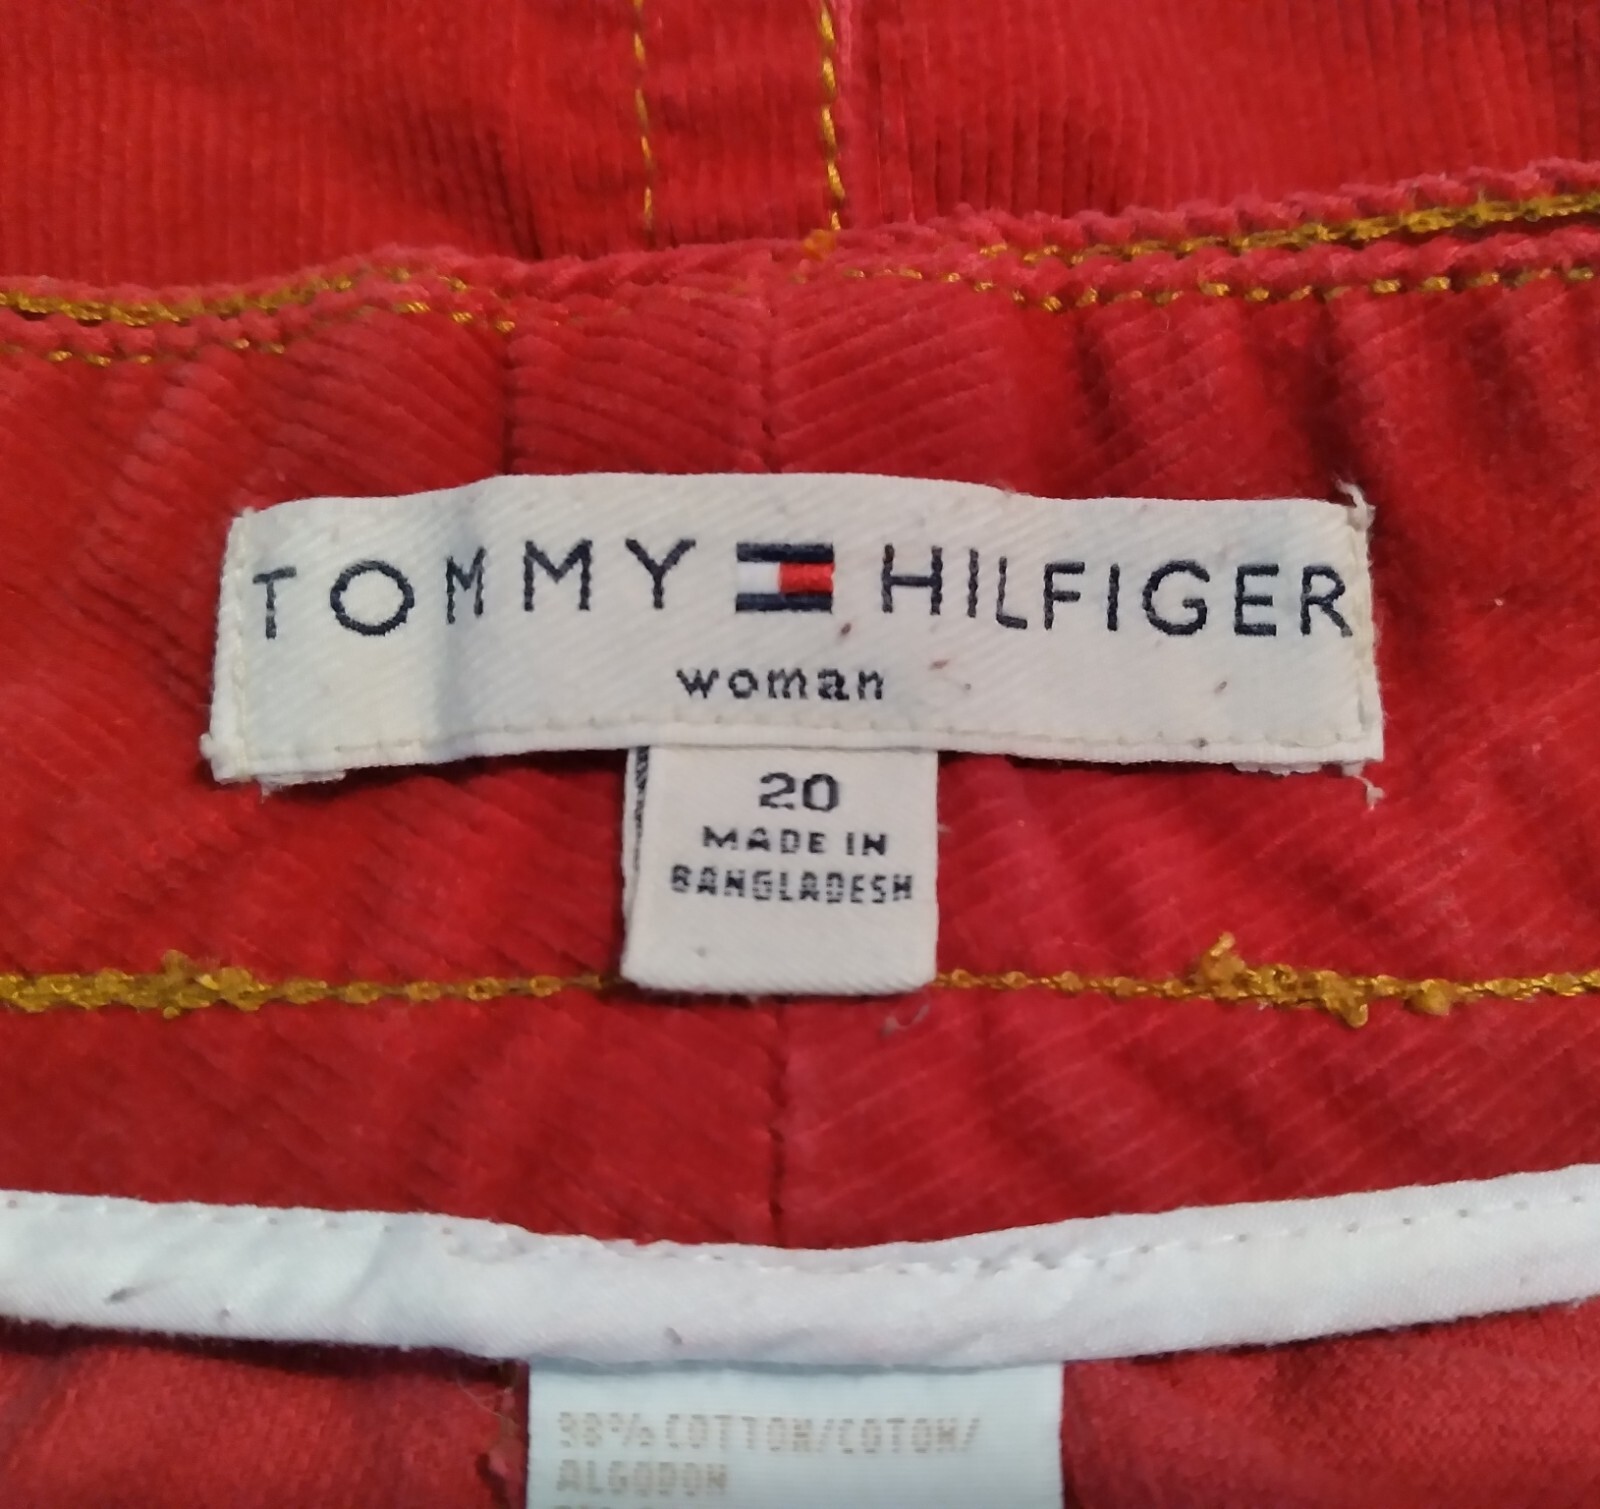 TOMMY HILFIGER
woman
20
MADE IN
BANGLADESH
98% COTTON/COTON/
ALGODON